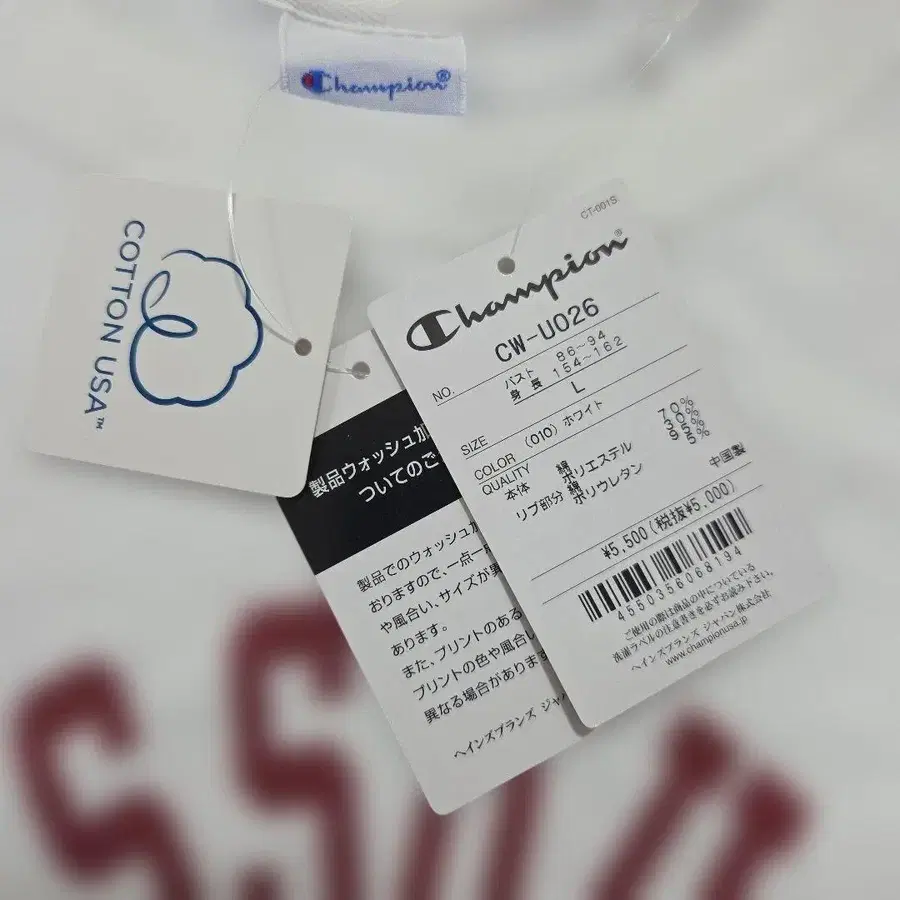 Champion®
COTTON USA™
CT-001S
Champion®
NO. CW-U026
バスト 86~94
身長 154~162
SIZE L
COLOR (010) ホワイト
QUALITY
本体 綿 70%
ポリエステル 30%
リブ部分 綿 95%
ポリウレタン
中国製
¥5,500(税抜¥5,000)
4550356068194
ご使用の際は商品の中についている
洗濯ラベルの注意書きを必ずお読み下さい。
ヘインズブランズ ジャパン株式会社
www.championusa.jp
製品ウォッシュ加
ついてのご
製品でのウォッシュ加
おりますので、一点一点
や風合い、サイズが異
あります。
また、プリントのある
プリントの色や風合い
異なる場合があります
ヘインズブランズ ジャパ